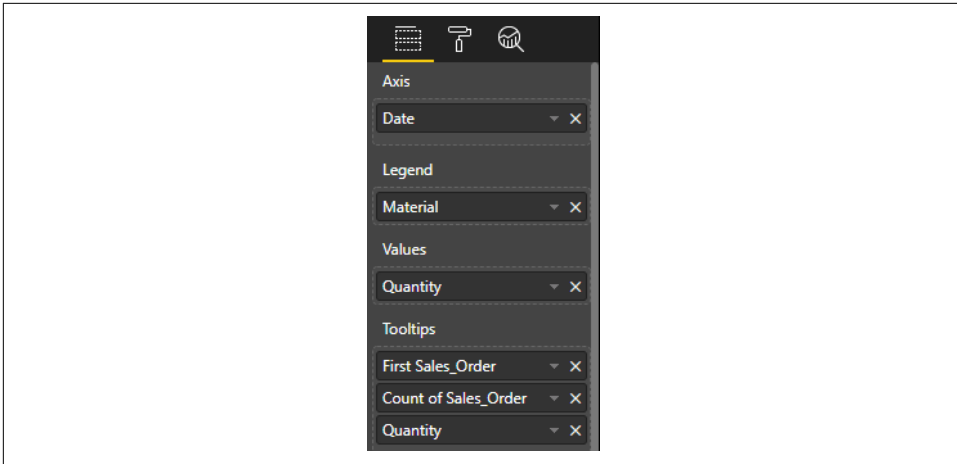 Axis
Date
Legend
Material
Values
Quantity
Tooltips
First Sales_Order
Count of Sales_Order
Quantity